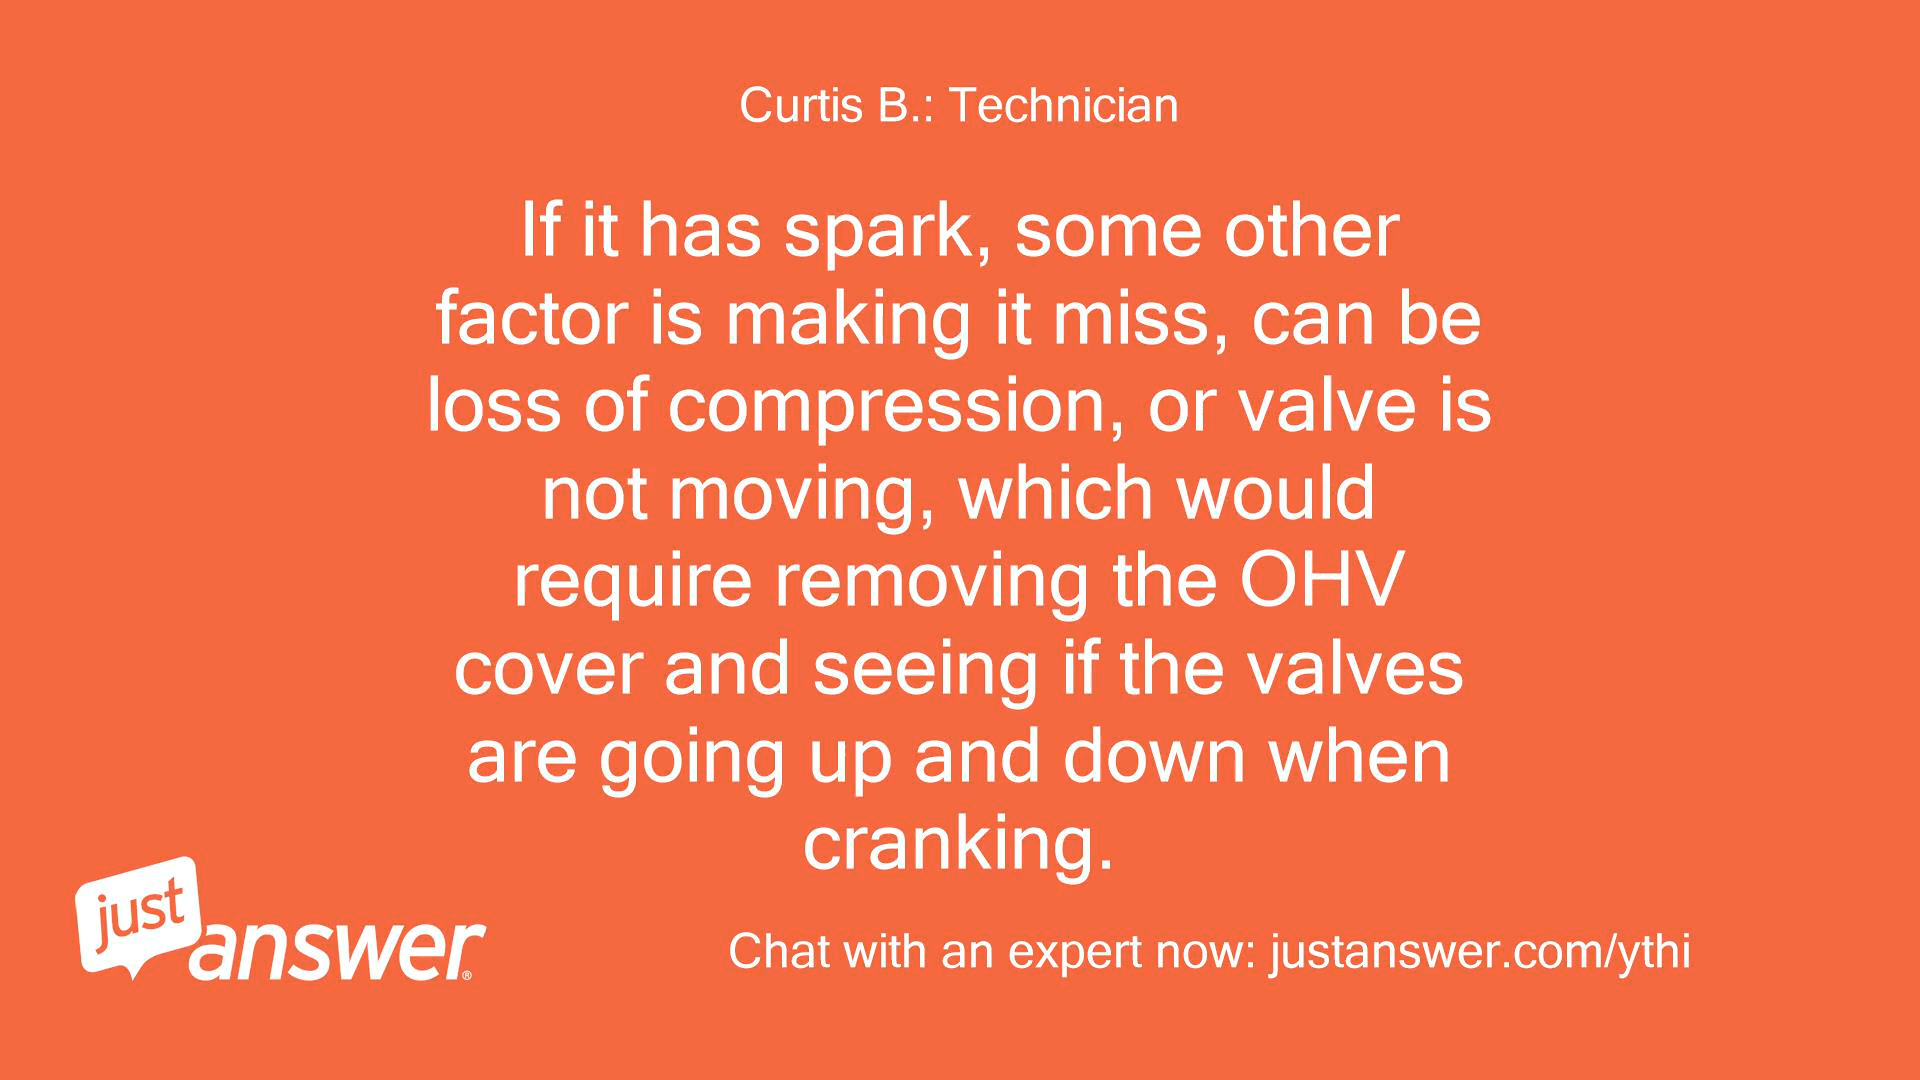 Curtis B.: Technician
If it has spark, some other
factor is making it miss, can be
loss of compression, or valve is
not moving, which would
require removing the OHV
cover and seeing if the valves
are going up and down when
cranking.
just
answer®
Chat with an expert now: justanswer.com/ythi